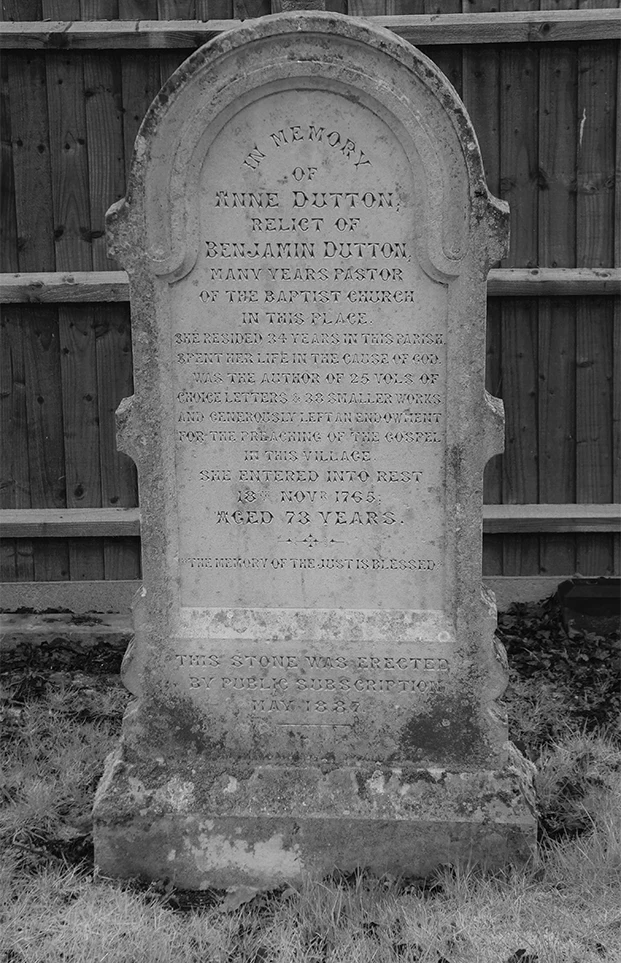 IN MEMORY
OF
ANNE DUTTON,
RELICT OF
BENJAMIN DUTTON,
MANY YEARS PASTOR
OF THE BAPTIST CHURCH
IN THIS PLACE.
SHE RESIDED 34 YEARS IN THIS PARISH.
SPENT HER LIFE IN THE CAUSE OF GOD.
WAS THE AUTHOR OF 25 VOLS OF
CHOICE LETTERS & 38 SMALLER WORKS
AND GENEROUSLY LEFT AN ENDOWMENT
FOR THE PREACHING OF THE GOSPEL
IN THIS VILLAGE.
SHE ENTERED INTO REST
18TH NOVR 1765;
AGED 73 YEARS.
"THE MEMORY OF THE JUST IS BLESSED"
THIS STONE WAS ERECTED
BY PUBLIC SUBSCRIPTION
MAY 1887